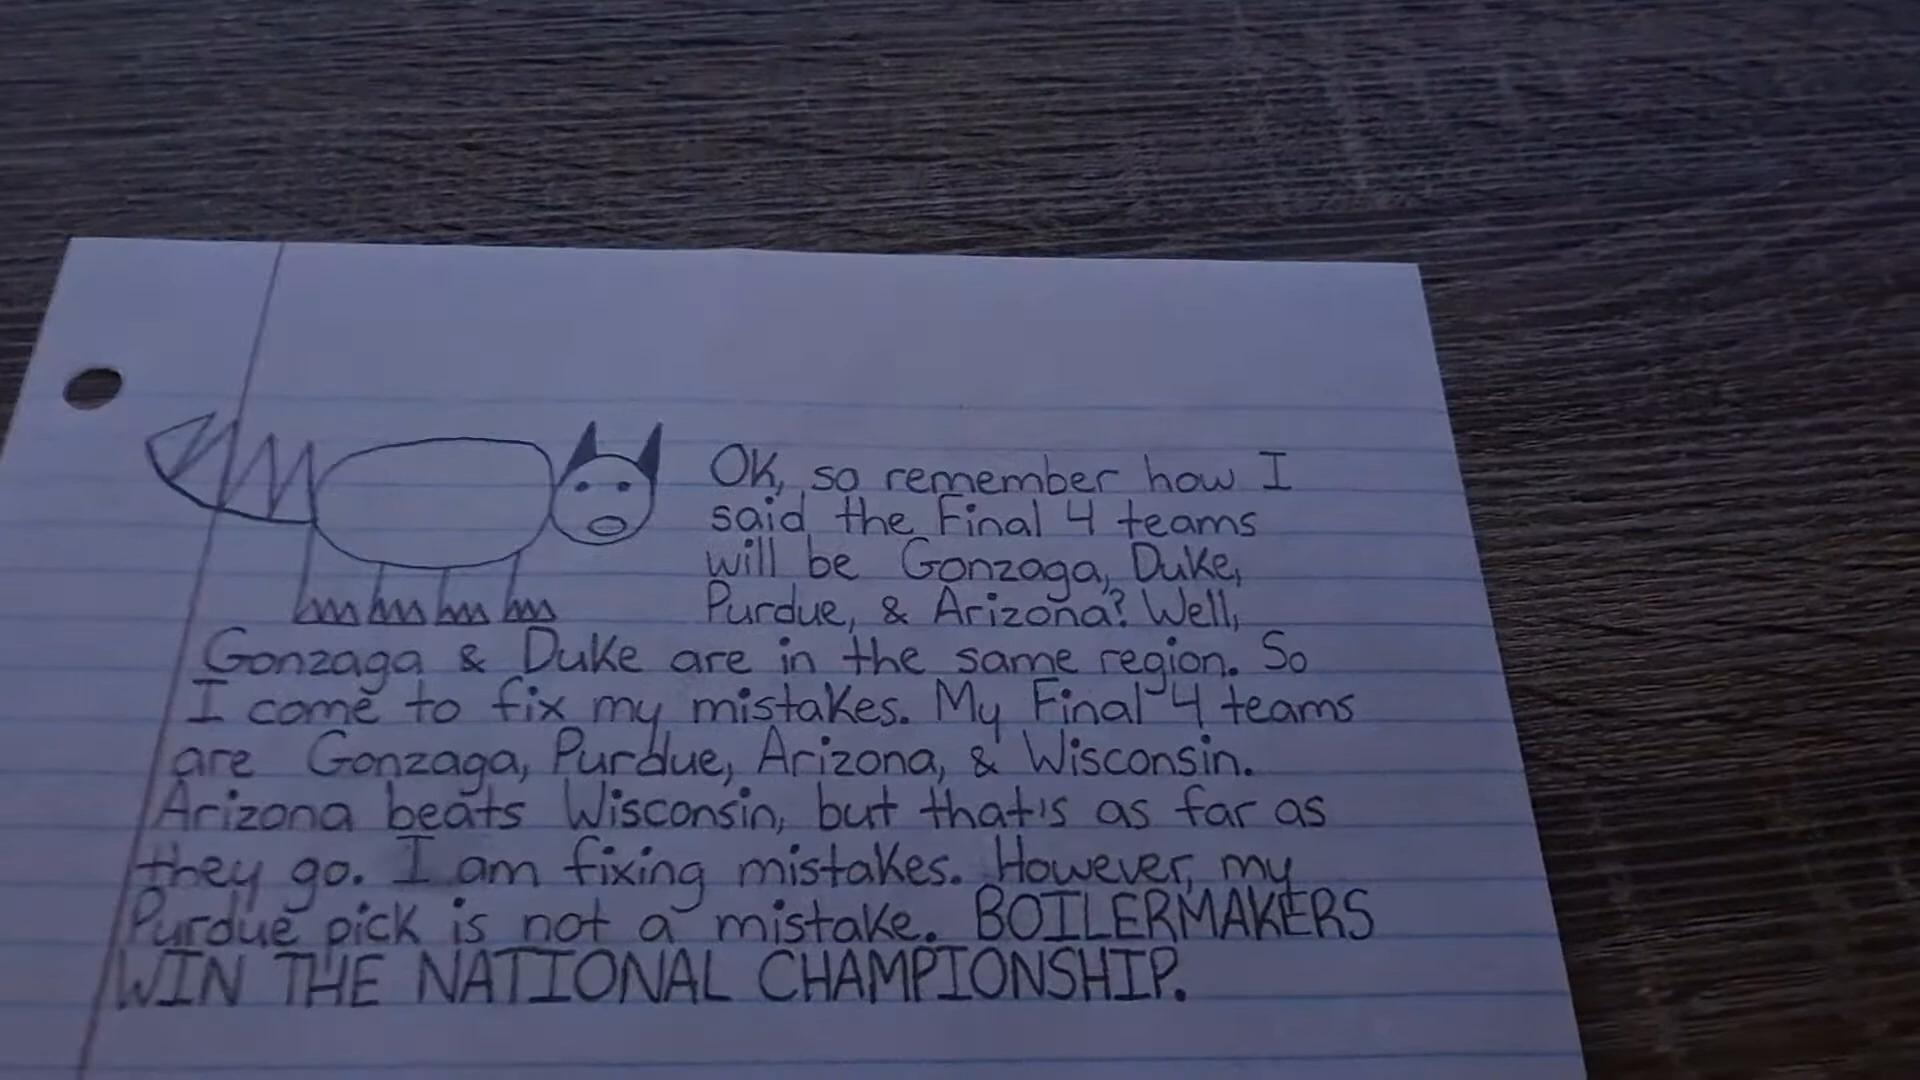 OK, so remember how I
said the Final 4 teams
will be Gonzaga, Duke,
Purdue, & Arizona? Well,
Gonzaga & Duke are in the same region. So
I come to fix my mistakes. My Final 4 teams
are Gonzaga, Purdue, Arizona, & Wisconsin.
Arizona beats Wisconsin, but that's as far as
they go. I am fixing mistakes. However, my
Purdue pick is not a mistake. BOILERMAKERS
WIN THE NATIONAL CHAMPIONSHIP.